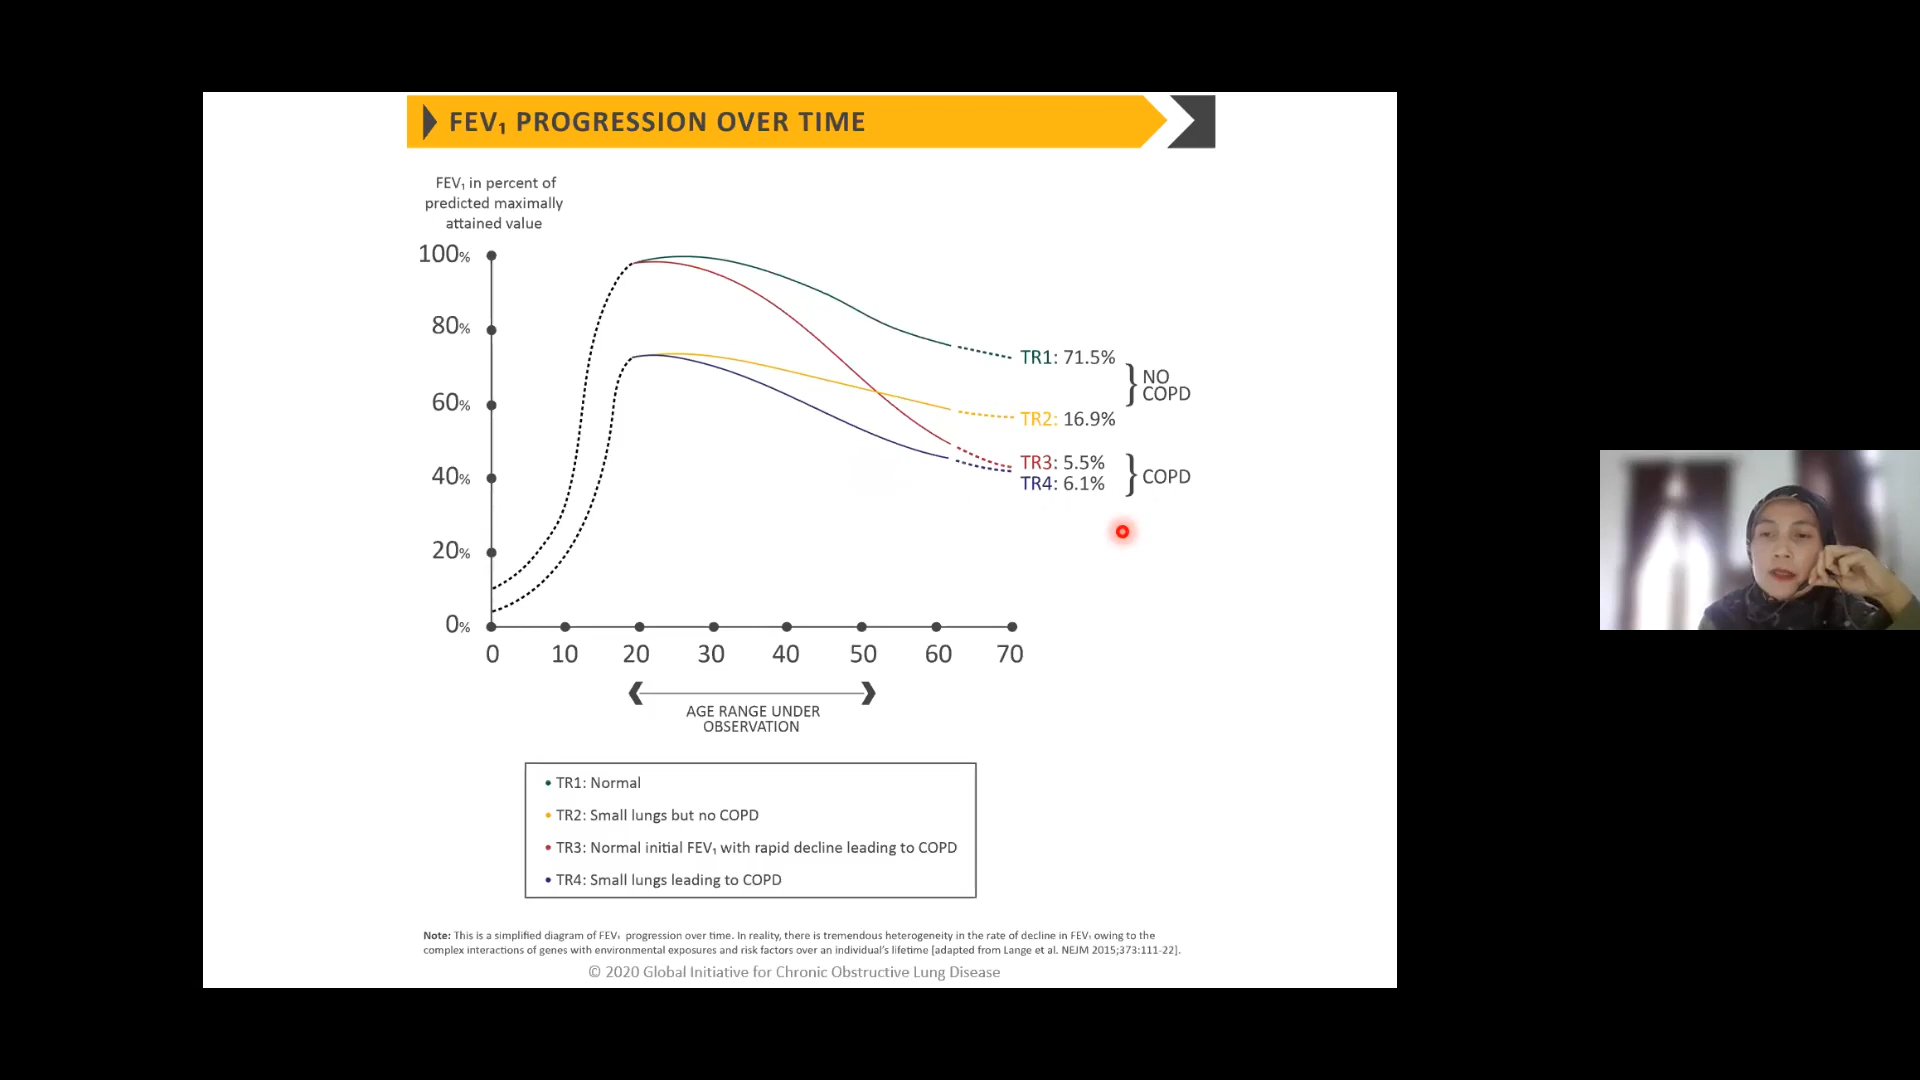 FEV₁ PROGRESSION OVER TIME
FEV₁ in percent of
predicted maximally
attained value
100%
80%
60%
40%
20%
0%
0 10 20 30 40 50 60 70
TR1: 71.5%
TR2: 16.9%
NO
COPD
TR3: 5.5%
TR4: 6.1%
COPD
AGE RANGE UNDER
OBSERVATION
• TR1: Normal
• TR2: Small lungs but no COPD
• TR3: Normal initial FEV₁ with rapid decline leading to COPD
• TR4: Small lungs leading to COPD
Note: This is a simplified diagram of FEV₁ progression over time. In reality, there is tremendous heterogeneity in the rate of decline in FEV₁ owing to the
complex interactions of genes with environmental exposures and risk factors over an individual's lifetime [adapted from Lange et al. NEJM 2015;373:111-22].
© 2020 Global Initiative for Chronic Obstructive Lung Disease